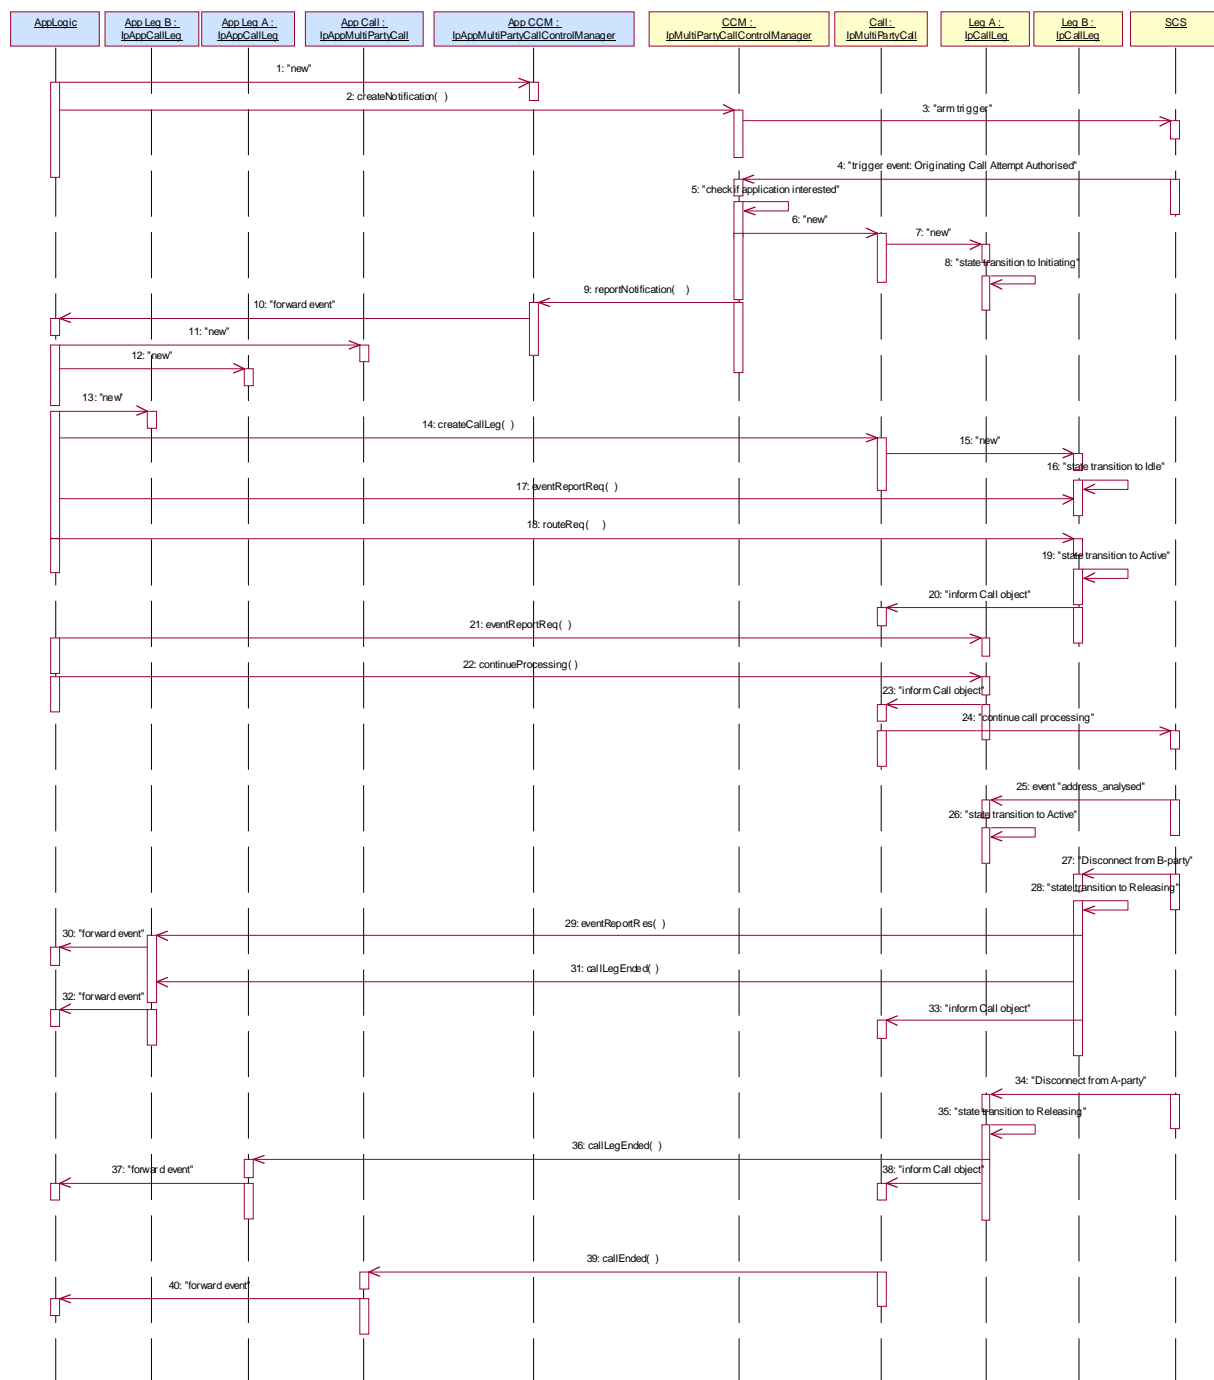 AppLogic
App Leg B :
IpAppCallLeg
App Leg A :
IpAppCallLeg
App Call :
IpAppMultiPartyCall
App CCM :
IpAppMultiPartyCallControlManager
CCM :
IpMultiPartyCallControlManager
Call :
IpMultiPartyCall
Leg A :
IpCallLeg
Leg B :
IpCallLeg
SCS
1: "new"
2: createNotification( )
3: "arm trigger"
4: "trigger event: Originating Call Attempt Authorised"
5: "check if application interested"
6: "new"
7: "new"
8: "state transition to Initiating"
9: reportNotification( )
10: "forward event"
11: "new"
12: "new"
13: "new"
14: createCallLeg( )
15: "new"
16: "state transition to Idle"
17: eventReportReq( )
18: routeReq( )
19: "state transition to Active"
20: "inform Call object"
21: eventReportReq( )
22: continueProcessing( )
23: "inform Call object"
24: "continue call processing"
25: event "address_analysed"
26: "state transition to Active"
27: "Disconnect from B-party"
28: "state transition to Releasing"
29: eventReportRes( )
30: "forward event"
31: callLegEnded( )
32: "forward event"
33: "inform Call object"
34: "Disconnect from A-party"
35: "state transition to Releasing"
36: callLegEnded( )
37: "forward event"
38: "inform Call object"
39: callEnded( )
40: "forward event"